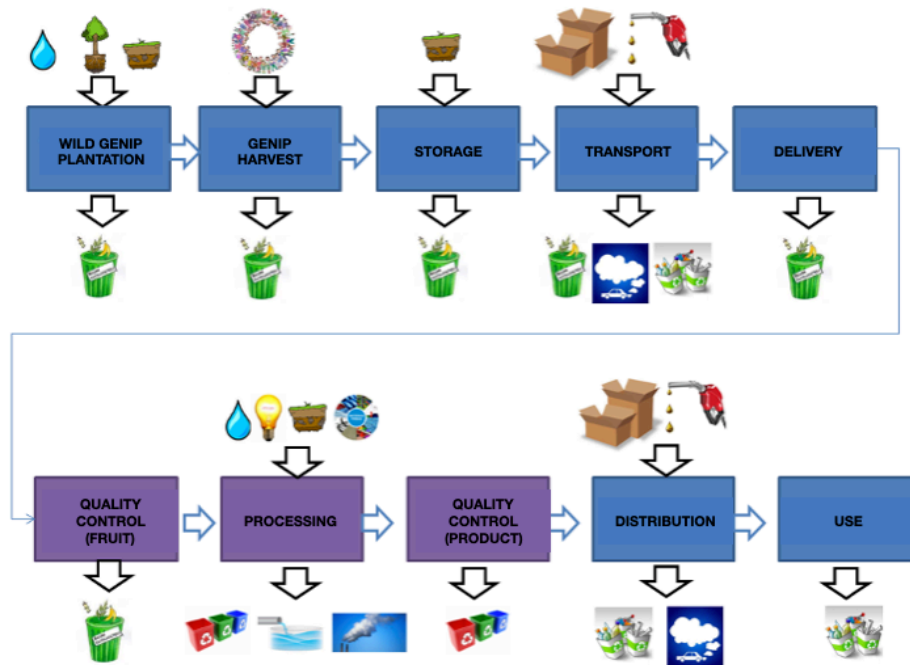 WILD GENIP
PLANTATION
GENIP
HARVEST
STORAGE
TRANSPORT
DELIVERY
QUALITY
CONTROL
(FRUIT)
PROCESSING
QUALITY
CONTROL
(PRODUCT)
DISTRIBUTION
USE